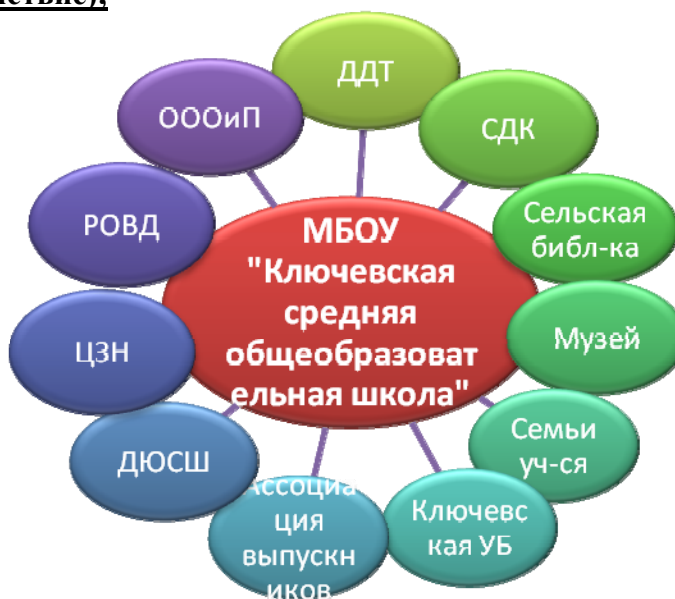 ДДТ
СДК
Сельская
библ-ка
Музей
Семьи
уч-ся
Ключевс
кая УБ
Ассоциа
ция
выпускн
иков
ДЮСШ
ЦЗН
РОВД
ОООиП
МБОУ
"Ключевская
средняя
общеобразоват
ельная школа"